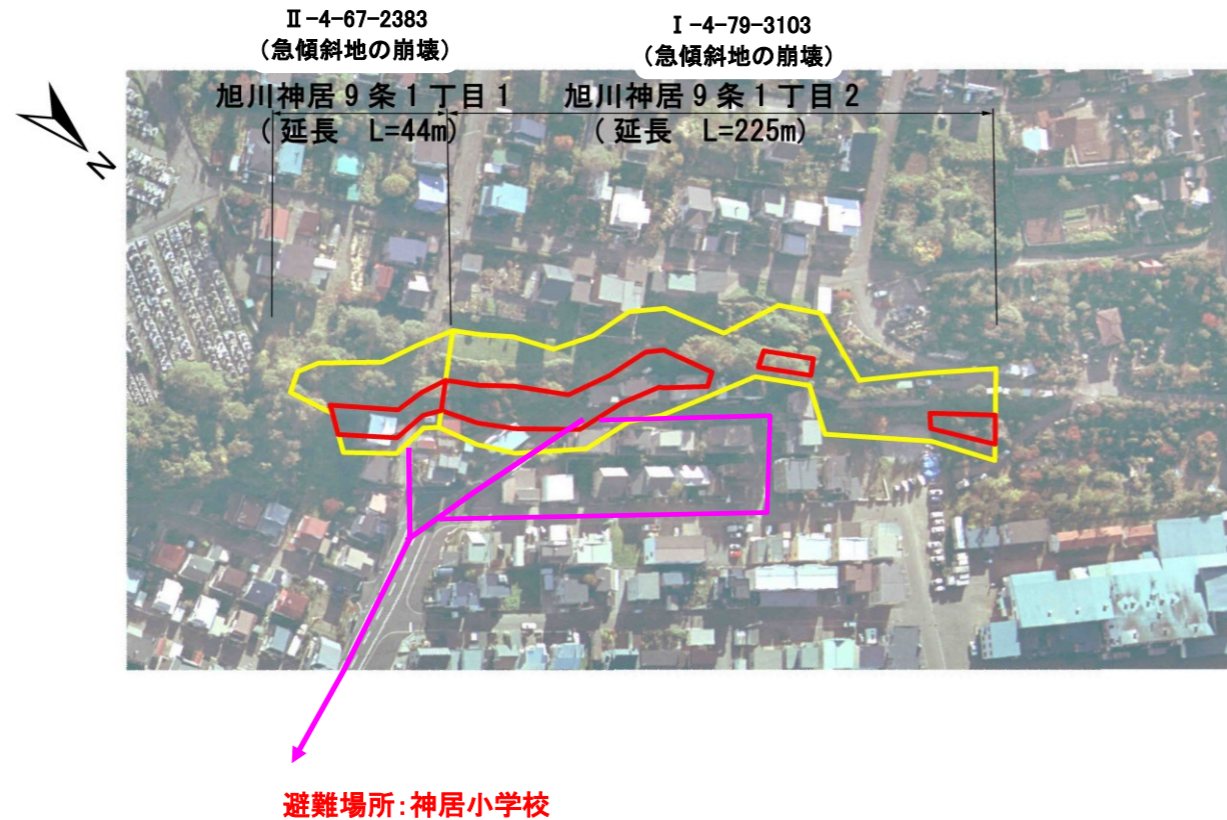 Ⅱ-4-67-2383
(急傾斜地の崩壊)
Ⅰ-4-79-3103
(急傾斜地の崩壊)
旭川神居9条1丁目1
(延長 L=44m)
旭川神居9条1丁目2
(延長 L=225m)
N
避難場所:神居小学校